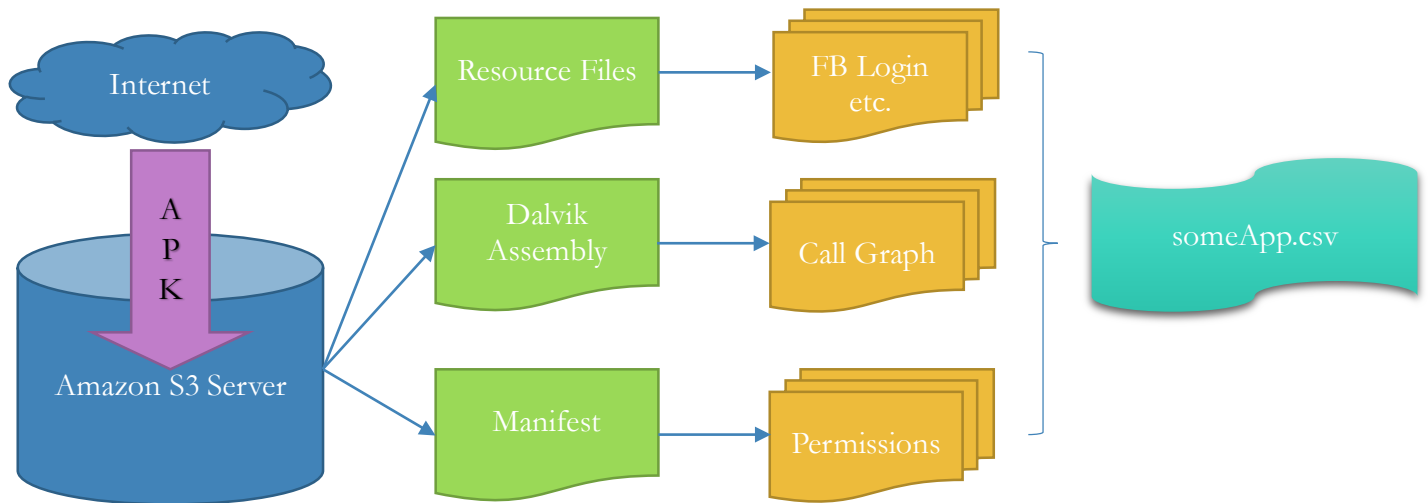 Internet
A
P
K
Amazon S3 Server
Resource Files
Dalvik
Assembly
Manifest
FB Login
etc.
Call Graph
Permissions
someApp.csv